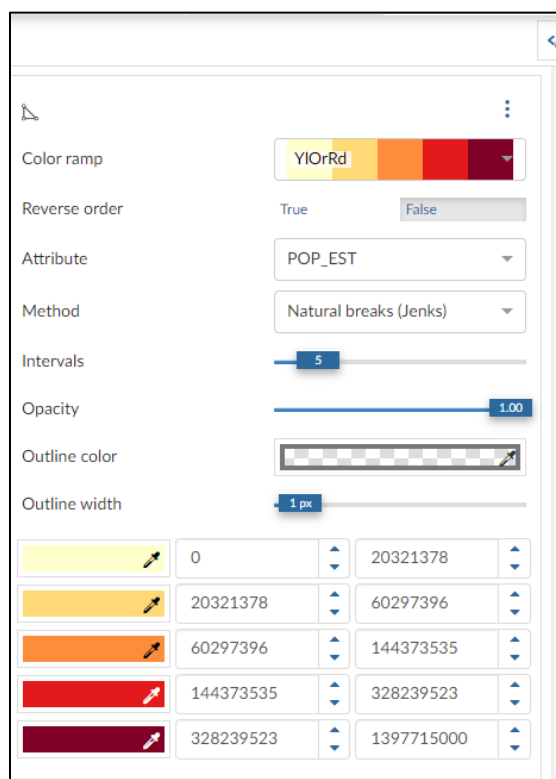 Color ramp YlOrRd
Reverse order True False
Attribute POP_EST
Method Natural breaks (Jenks)
Intervals 5
Opacity 1.00
Outline color
Outline width 1 px
0 20321378
20321378 60297396
60297396 144373535
144373535 328239523
328239523 1397715000